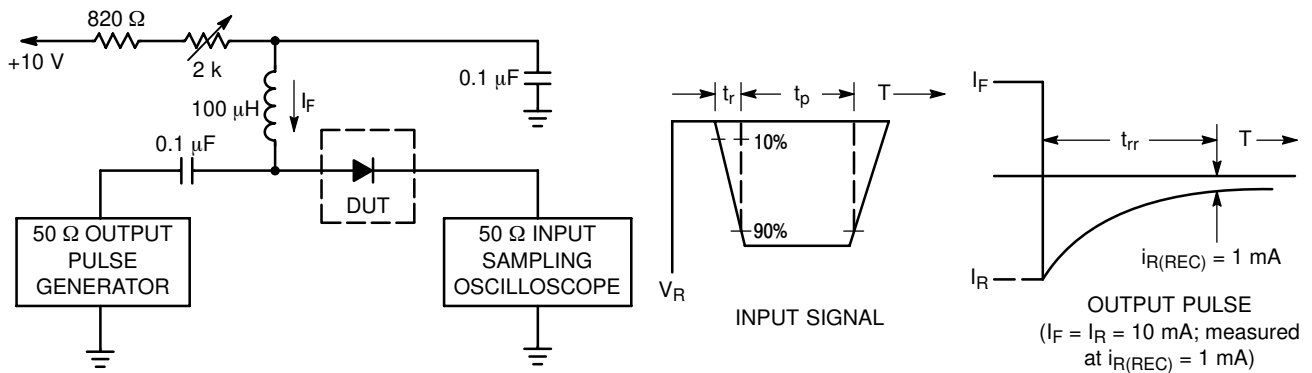 820 Ω
+10 V
2 k
100 μH
I_F
0.1 μF
0.1 μF
DUT
50 Ω OUTPUT
PULSE
GENERATOR
50 Ω INPUT
SAMPLING
OSCILLOSCOPE
t_r
t_p
T
10%
90%
V_R
INPUT SIGNAL
I_F
t_rr
T
I_R
i_R(REC) = 1 mA
OUTPUT PULSE
(I_F = I_R = 10 mA; measured
at i_R(REC) = 1 mA)